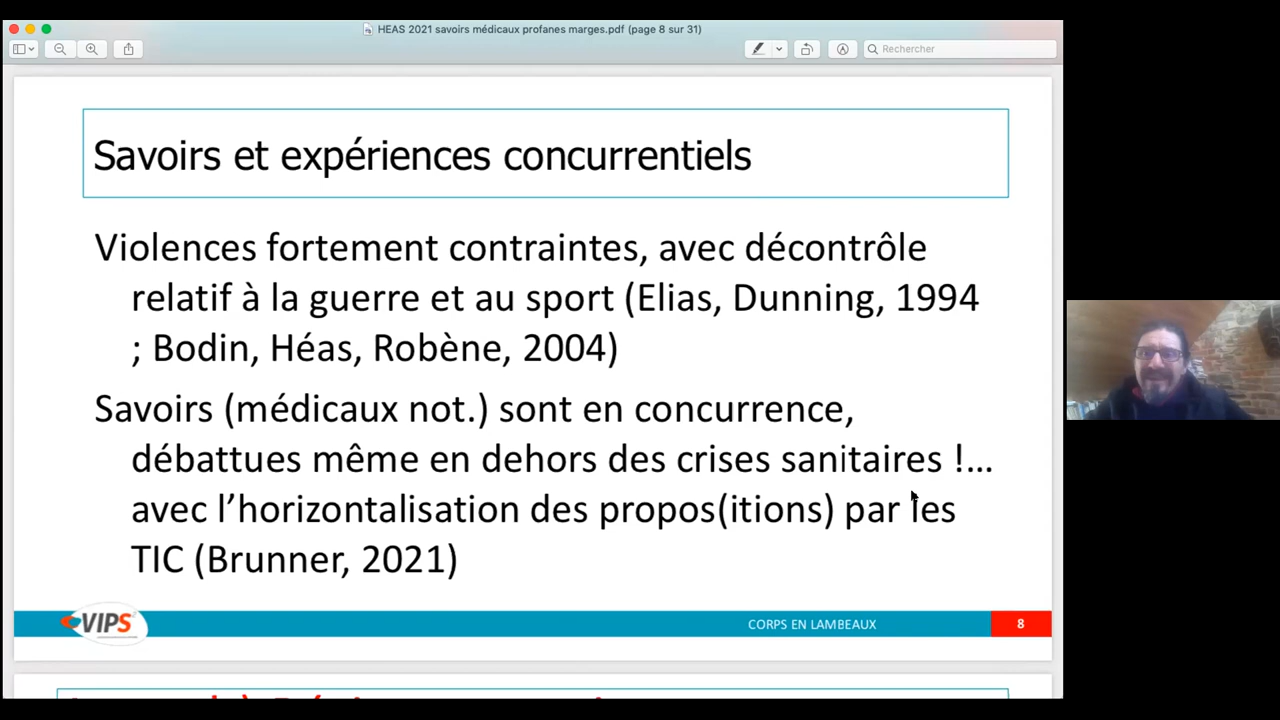 HEAS 2021 savoirs médicaux profanes marges.pdf (page 8 sur 31)
Rechercher
Savoirs et expériences concurrentiels
Violences fortement contraintes, avec décontrôle
relatif à la guerre et au sport (Elias, Dunning, 1994
; Bodin, Héas, Robène, 2004)
Savoirs (médicaux not.) sont en concurrence,
débattues même en dehors des crises sanitaires !...
avec l’horizontalisation des propos(itions) par les
TIC (Brunner, 2021)
VIPS
CORPS EN LAMBEAUX
8